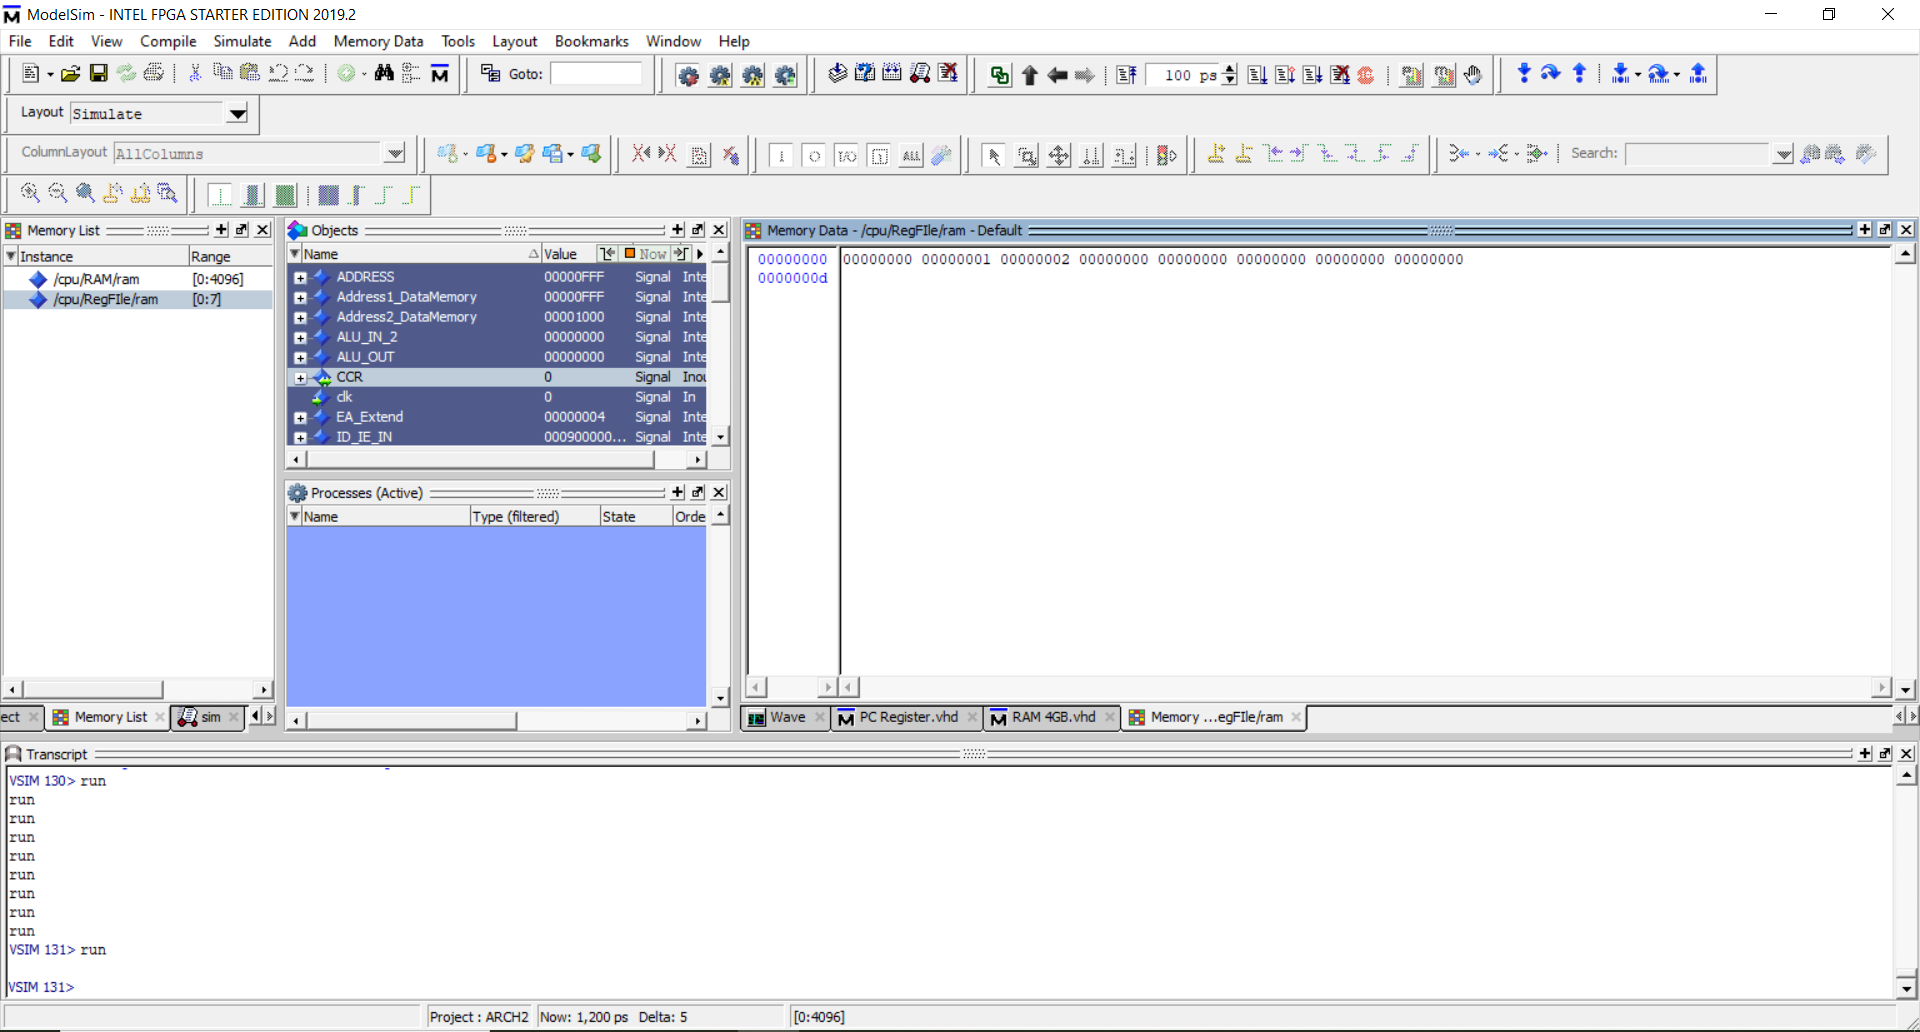 ModelSim - INTEL FPGA STARTER EDITION 2019.2
File Edit View Compile Simulate Add Memory Data Tools Layout Bookmarks Window Help
Goto:
100 ps
Layout Simulate
ColumnLayout AllColumns
Search:
Memory List
Instance Range
/cpu/RAM/ram [0:4096]
/cpu/RegFIle/ram [0:7]
ect Memory List sim
Objects
Name Value Now
ADDRESS 00000FFF Signal Inte
Address1_DataMemory 00000FFF Signal Inte
Address2_DataMemory 00001000 Signal Inte
ALU_IN_2 00000000 Signal Inte
ALU_OUT 00000000 Signal Inte
CCR 0 Signal Inou
clk 0 Signal In
EA_Extend 00000004 Signal Inte
ID_IE_IN 000900000... Signal Inte
Processes (Active)
Name Type (filtered) State Orde
Memory Data - /cpu/RegFIle/ram - Default
00000000 00000000 00000001 00000002 00000000 00000000 00000000 00000000 00000000
0000000d
Wave PC Register.vhd RAM 4GB.vhd Memory ...egFIle/ram
Transcript
VSIM 130> run
run
run
run
run
run
run
run
run
VSIM 131> run
VSIM 131>
Project : ARCH2 Now: 1,200 ps Delta: 5 [0:4096]